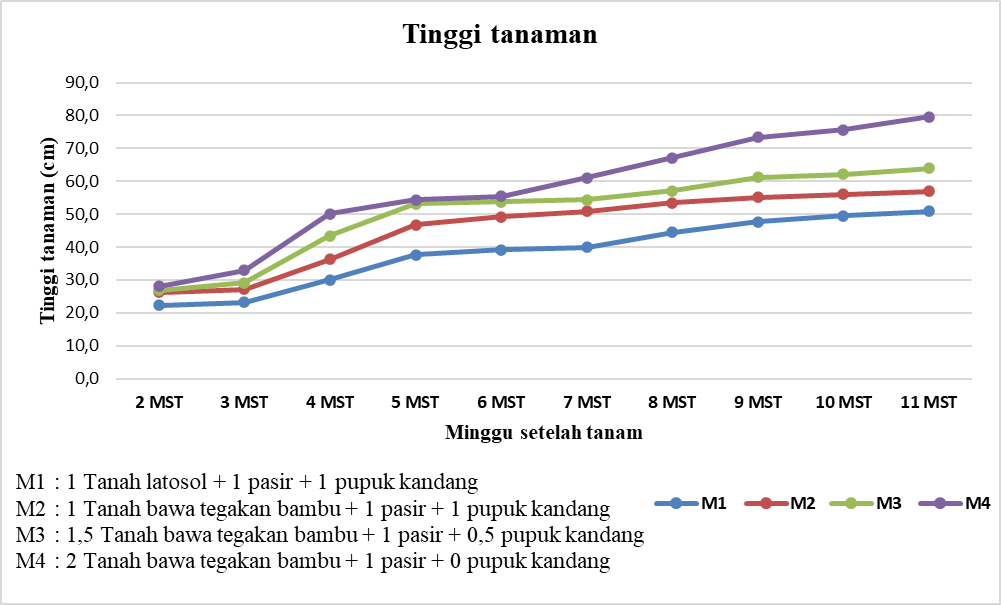 Tinggi tanaman
90,0
80,0
70,0
60,0
50,0
40,0
30,0
20,0
10,0
0,0
Tinggi tanaman (cm)
2 MST 3 MST 4 MST 5 MST 6 MST 7 MST 8 MST 9 MST 10 MST 11 MST
Minggu setelah tanam
M1 : 1 Tanah latosol + 1 pasir + 1 pupuk kandang
M2 : 1 Tanah bawa tegakan bambu + 1 pasir + 1 pupuk kandang
M3 : 1,5 Tanah bawa tegakan bambu + 1 pasir + 0,5 pupuk kandang
M4 : 2 Tanah bawa tegakan bambu + 1 pasir + 0 pupuk kandang
M1 M2 M3 M4